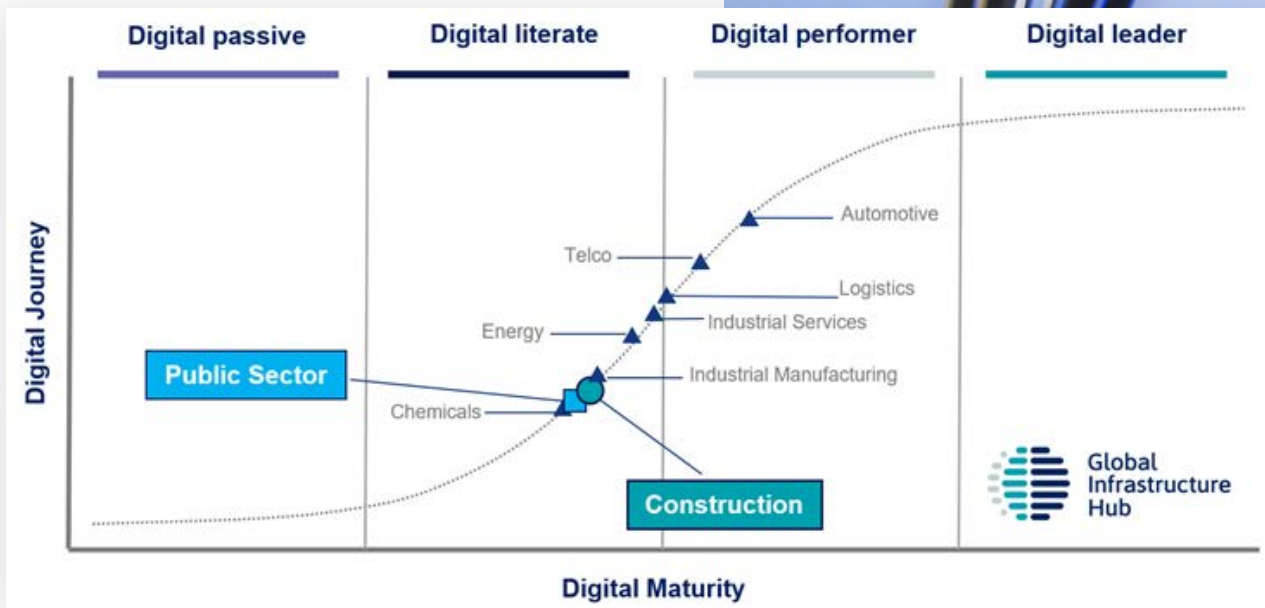 Digital passive
Digital literate
Digital performer
Digital leader
Digital Journey
Automotive
Telco
Logistics
Industrial Services
Energy
Public Sector
Industrial Manufacturing
Chemicals
Construction
Global
Infrastructure
Hub
Digital Maturity